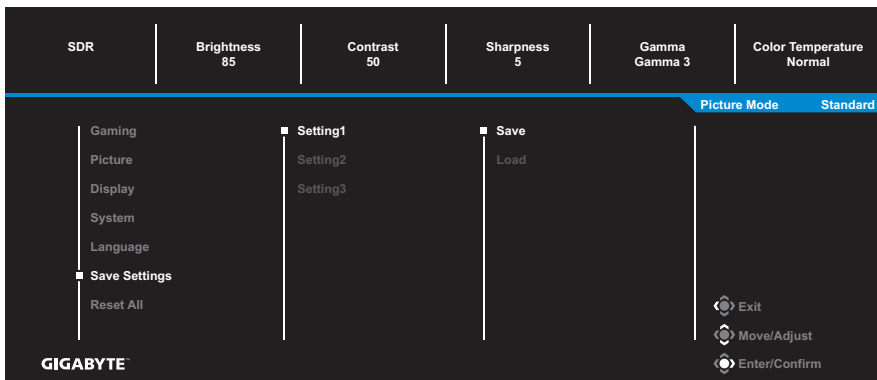 SDR Brightness Contrast Sharpness Gamma Color Temperature
85 50 5 Gamma 3 Normal
Picture Mode Standard
Gaming Setting1 Save
Picture Setting2 Load
Display Setting3
System
Language
Save Settings
Reset All Exit
Move/Adjust
GIGABYTE™ Enter/Confirm